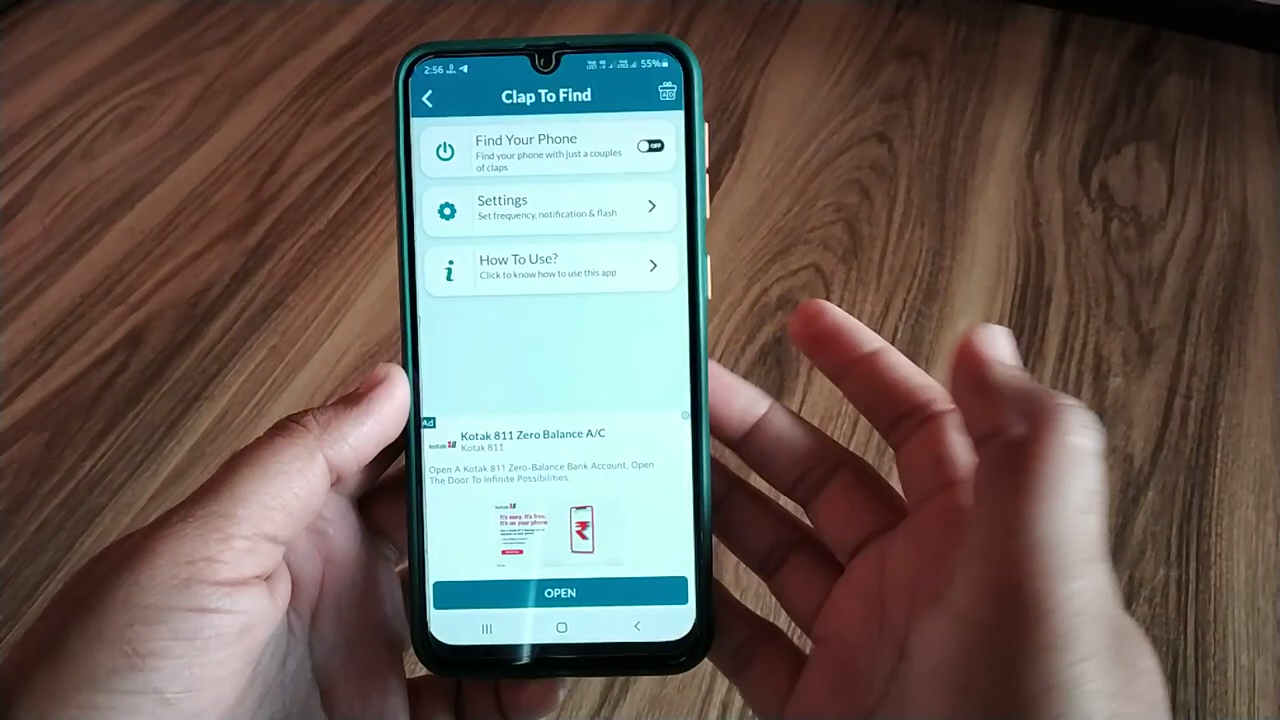 2:56
55%
Clap To Find
AD
Find Your Phone
OFF
Find your phone with just a couples
of claps
Settings
Set frequency, notification & flash
How To Use?
Click to know how to use this app
Ad
Kotak 811 Zero Balance A/C
kotak
Kotak 811
Open A Kotak 811 Zero-Balance Bank Account, Open
The Door To Infinite Possibilities.
kotak
It's easy. It's free.
It's on your phone.
OPEN